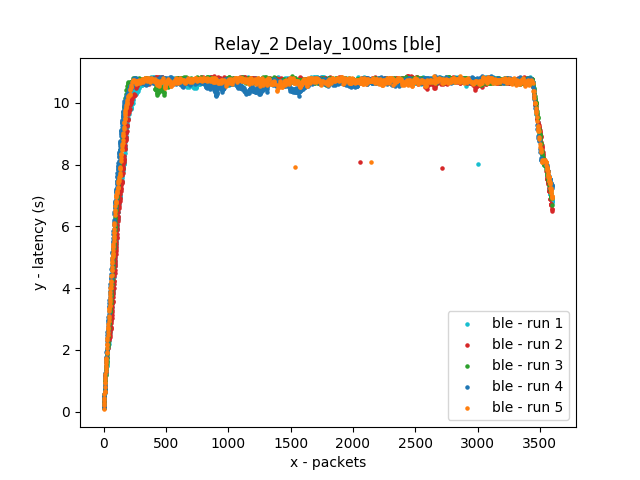 Relay_2 Delay_100ms [ble]
y - latency (s)
10
8
6
4
2
0
0 500 1000 1500 2000 2500 3000 3500
x - packets
ble - run 1
ble - run 2
ble - run 3
ble - run 4
ble - run 5